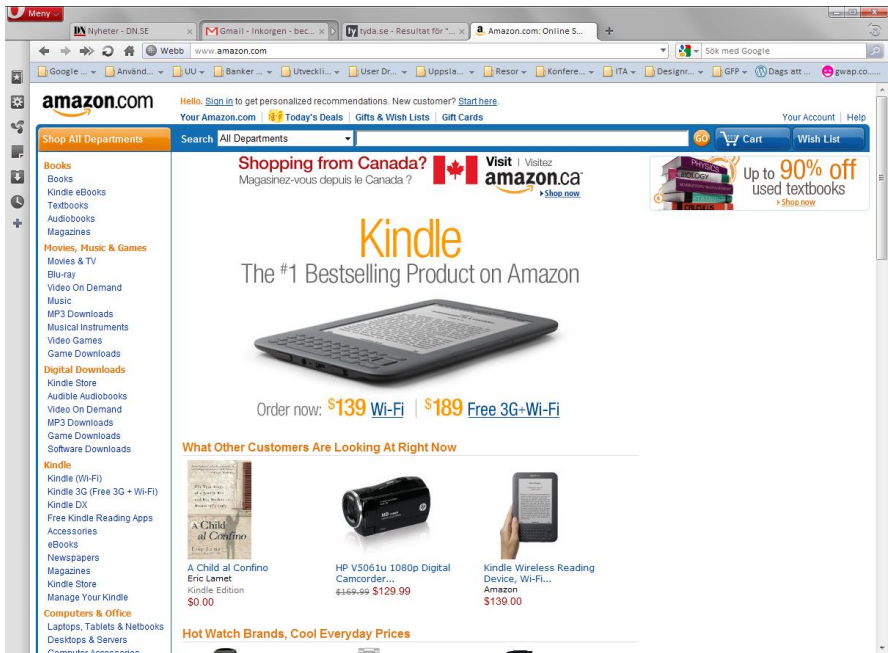 Meny
Nyheter - DN.SE
Gmail - Inkorgen - bec...
tyda.se - Resultat för "...
Amazon.com: Online S...
Webb
www.amazon.com
Sök med Google
Google ...
Använd...
UU
Banker ...
Utveckli...
User Dr...
Uppsla...
Resor
Konfere...
ITA
Designr...
GFP
Dags att ...
gwap.co....
amazon.com
Hello. Sign in to get personalized recommendations. New customer? Start here.
Your Amazon.com | Today's Deals | Gifts & Wish Lists | Gift Cards
Your Account | Help
Shop All Departments
Search All Departments
GO
Cart
Wish List
Books
Books
Kindle eBooks
Textbooks
Audiobooks
Magazines
Movies, Music & Games
Movies & TV
Blu-ray
Video On Demand
Music
MP3 Downloads
Musical Instruments
Video Games
Game Downloads
Digital Downloads
Kindle Store
Audible Audiobooks
Video On Demand
MP3 Downloads
Game Downloads
Software Downloads
Kindle
Kindle (Wi-Fi)
Kindle 3G (Free 3G + Wi-Fi)
Kindle DX
Free Kindle Reading Apps
Accessories
eBooks
Newspapers
Magazines
Kindle Store
Manage Your Kindle
Computers & Office
Laptops, Tablets & Netbooks
Desktops & Servers
Computer Accessories
Shopping from Canada?
Magasinez-vous depuis le Canada ?
Visit | Visitez
amazon.ca
Shop now
PHYSICS
BIOLOGY
Up to 90% off
used textbooks
Shop now
Kindle
The #1 Bestselling Product on Amazon
Order now: $139 Wi-Fi | $189 Free 3G+Wi-Fi
What Other Customers Are Looking At Right Now
A Child
al Confino
Eric Lamet
A Child al Confino
Eric Lamet
Kindle Edition
$0.00
HP V5061u 1080p Digital
Camcorder...
$169.99 $129.99
Kindle Wireless Reading
Device, Wi-Fi...
Amazon
$139.00
Hot Watch Brands, Cool Everyday Prices